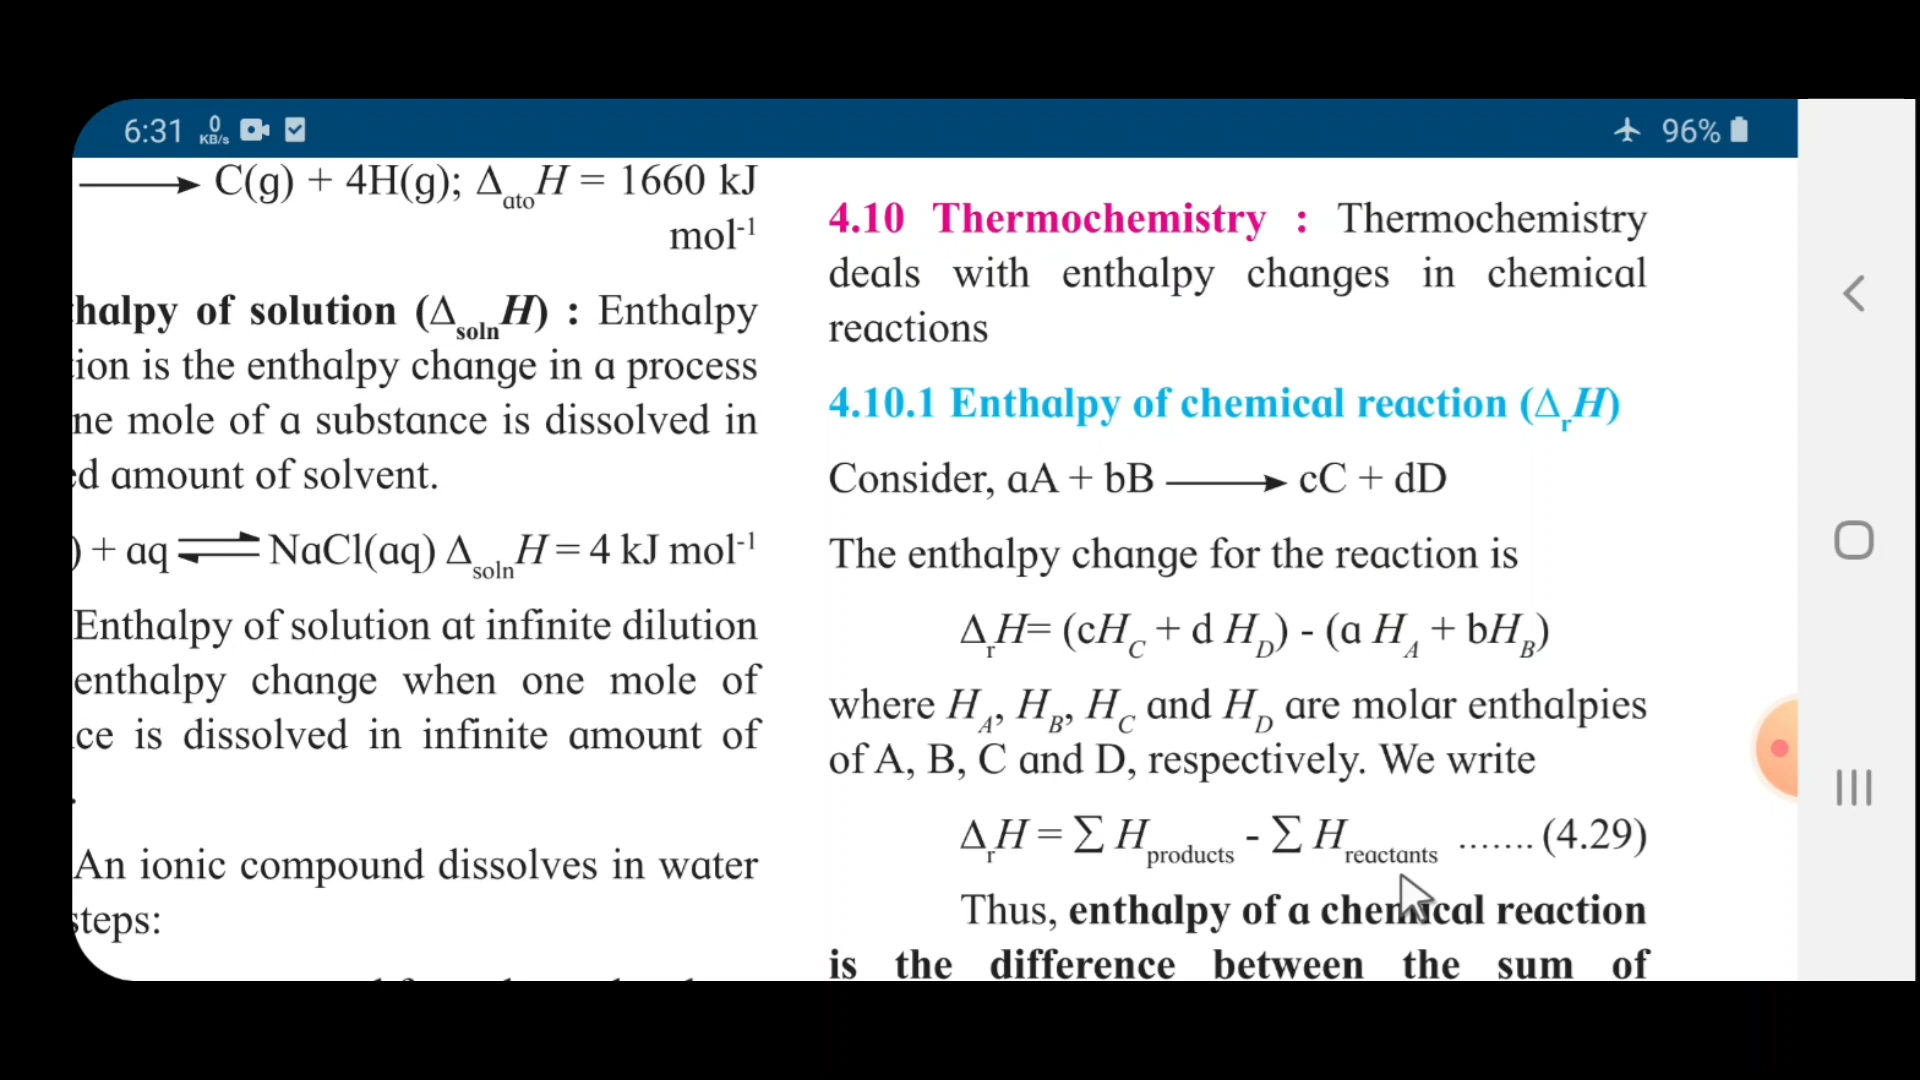 6:31 0 KB/s 96%
C(g) + 4H(g); Δ_ato H = 1660 kJ
mol⁻¹
halpy of solution (Δ_soln H) : Enthalpy
ion is the enthalpy change in a process
ne mole of a substance is dissolved in
ed amount of solvent.
) + aq ⇌ NaCl(aq) Δ_soln H = 4 kJ mol⁻¹
Enthalpy of solution at infinite dilution
enthalpy change when one mole of
ce is dissolved in infinite amount of
.
An ionic compound dissolves in water
steps:
4.10 Thermochemistry : Thermochemistry
deals with enthalpy changes in chemical
reactions
4.10.1 Enthalpy of chemical reaction (Δ_r H)
Consider, aA + bB ⟶ cC + dD
The enthalpy change for the reaction is
Δ_r H= (cH_C + d H_D) - (a H_A + bH_B)
where H_A, H_B, H_C and H_D are molar enthalpies
of A, B, C and D, respectively. We write
Δ_r H = ∑ H_products - ∑ H_reactants ....... (4.29)
Thus, enthalpy of a chemical reaction
is the difference between the sum of